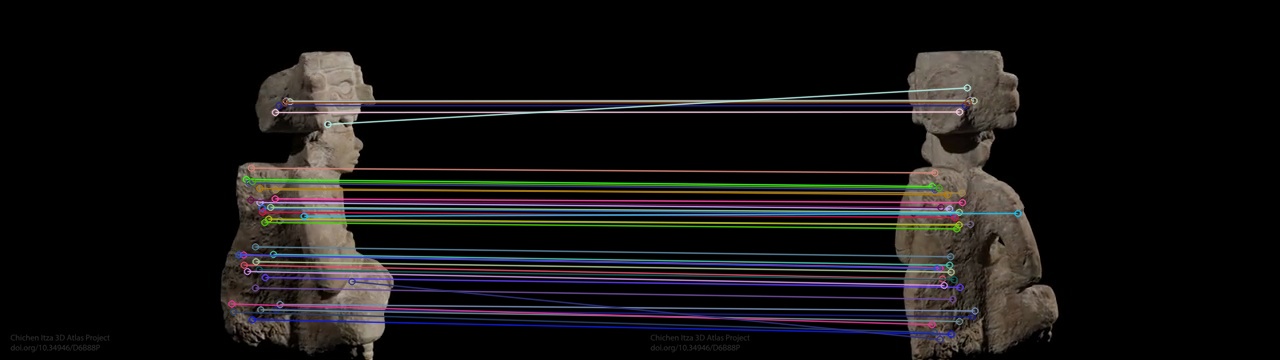 Chichen Itza 3D Atlas Project
doi.org/10.34946/D6B88P
Chichen Itza 3D Atlas Project
doi.org/10.34946/D6B88P